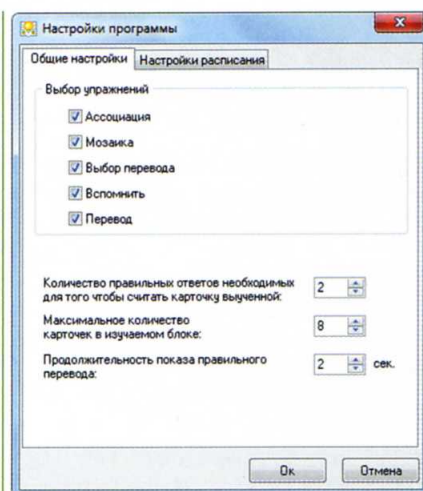 Настройки программы
Общие настройки Настройки расписания
Выбор упражнений
Ассоциация
Мозаика
Выбор перевода
Вспомнить
Перевод
Количество правильных ответов необходимых
для того чтобы считать карточку выученной: 2
Максимальное количество
карточек в изучаемом блоке: 8
Продолжительность показа правильного
перевода: 2 сек.
Ок Отмена